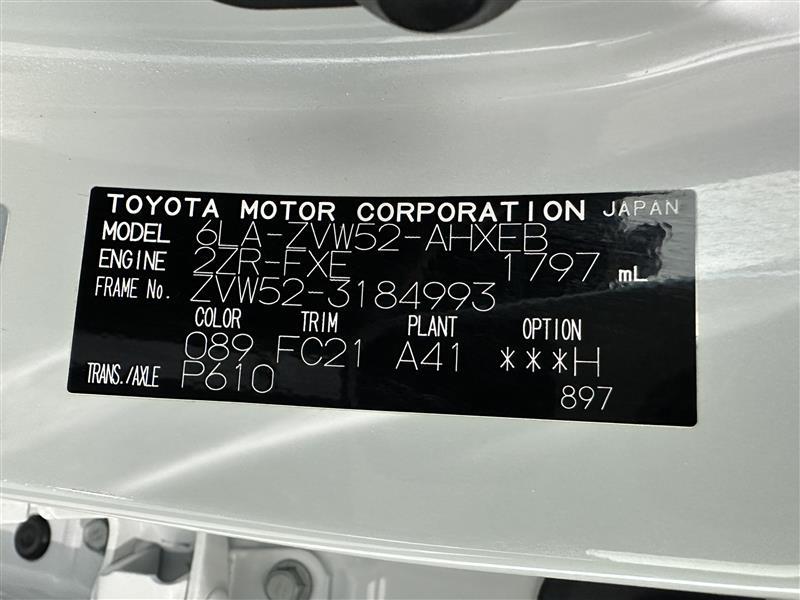 TOYOTA MOTOR CORPORATION JAPAN
MODEL 6LA-ZVW52-AHXEB
ENGINE 2ZR-FXE 1797 mL
FRAME No. ZVW52-3184993
COLOR TRIM PLANT OPTION
089 FC21 A41 ***H
TRANS./AXLE P610 897